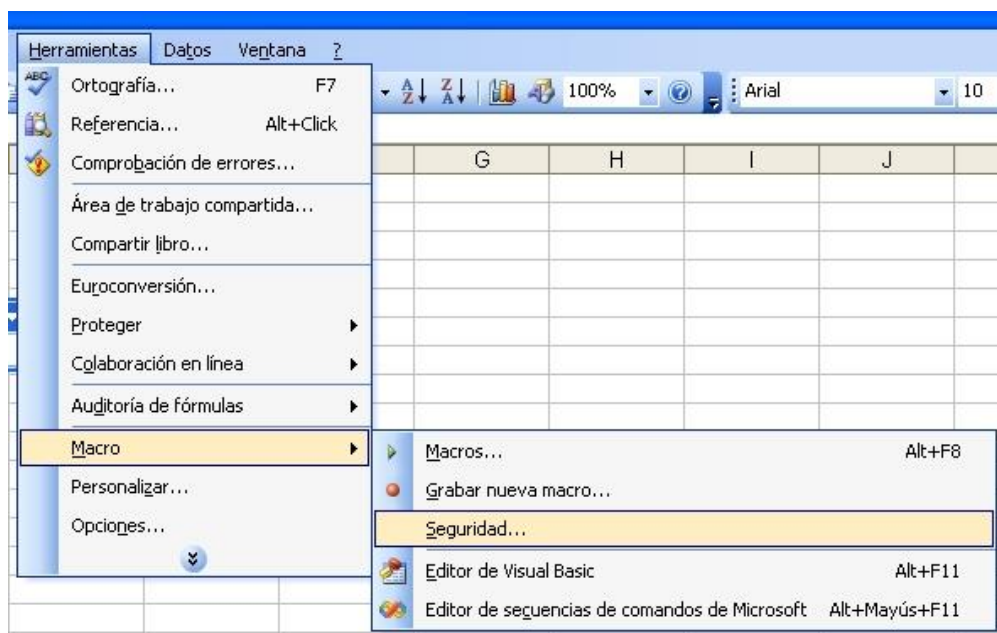 Herramientas Datos Ventana ?
ABC Ortografía... F7 A Z Z A 100% Arial 10
Referencia... Alt+Click
Comprobación de errores... G H I J
Área de trabajo compartida...
Compartir libro...
Euroconversión...
Proteger
Colaboración en línea
Auditoría de fórmulas
Macro Macros... Alt+F8
Personalizar... Grabar nueva macro...
Opciones... Seguridad...
Editor de Visual Basic Alt+F11
Editor de secuencias de comandos de Microsoft Alt+Mayús+F11